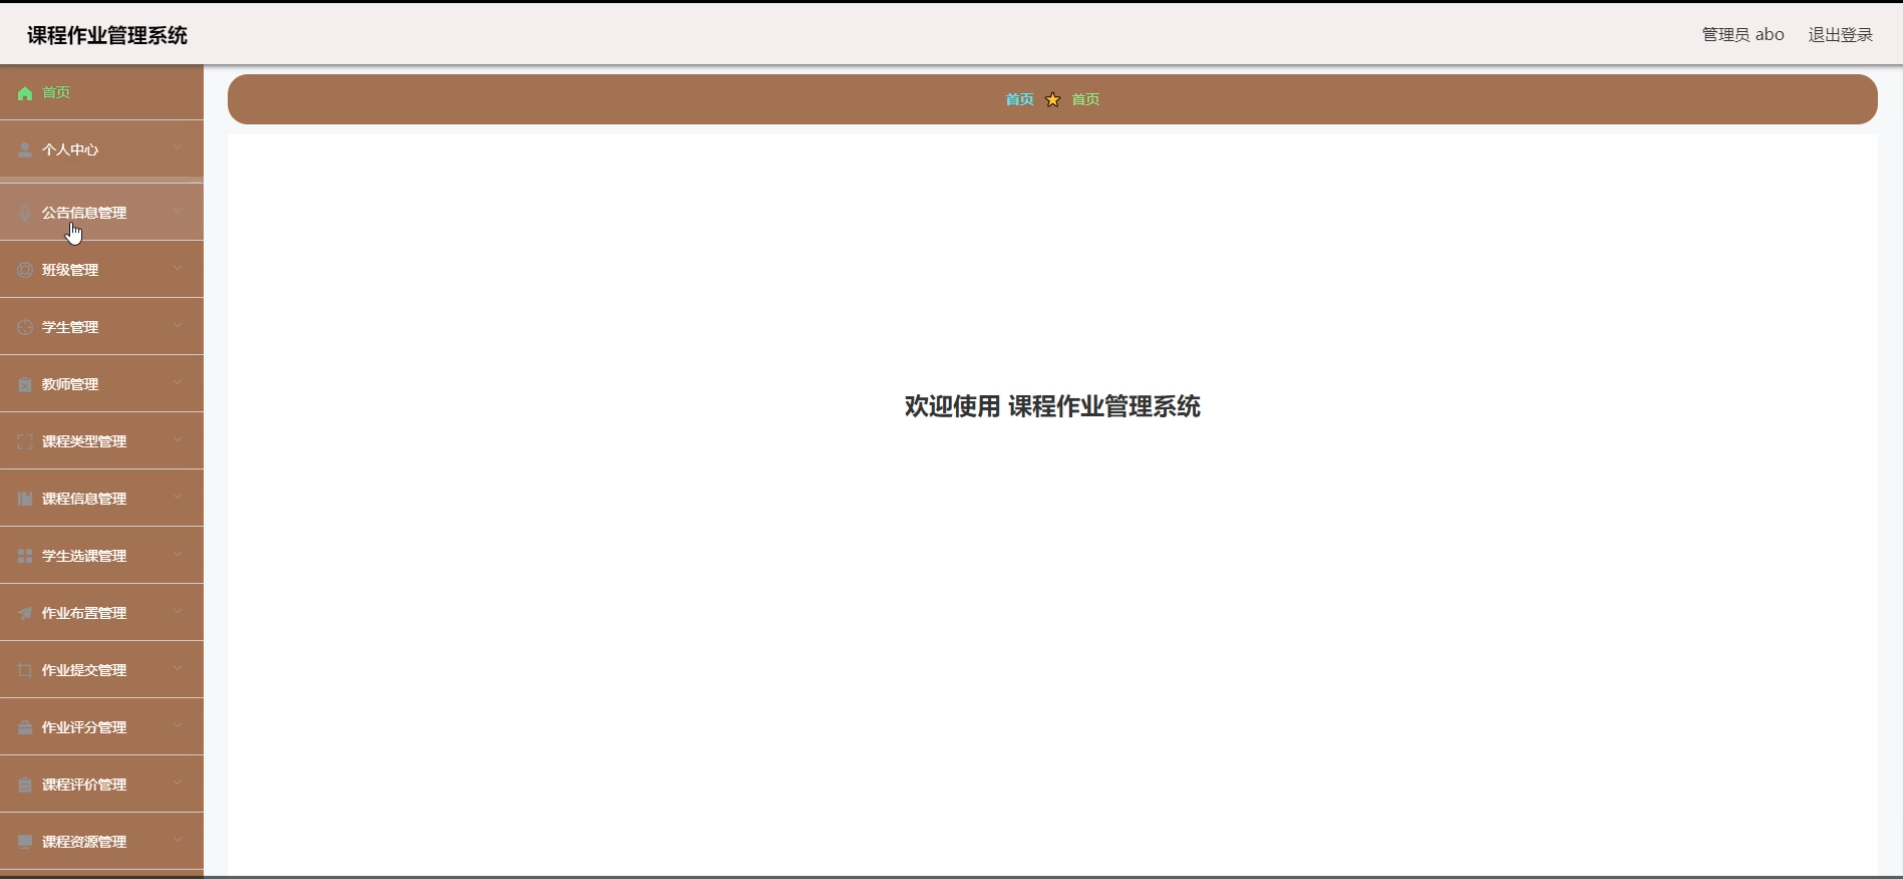 课程作业管理系统
管理员 abo 退出登录
首页
个人中心
公告信息管理
班级管理
学生管理
教师管理
课程类型管理
课程信息管理
学生选课管理
作业布置管理
作业提交管理
作业评分管理
课程评价管理
课程资源管理
首页 首页
欢迎使用 课程作业管理系统